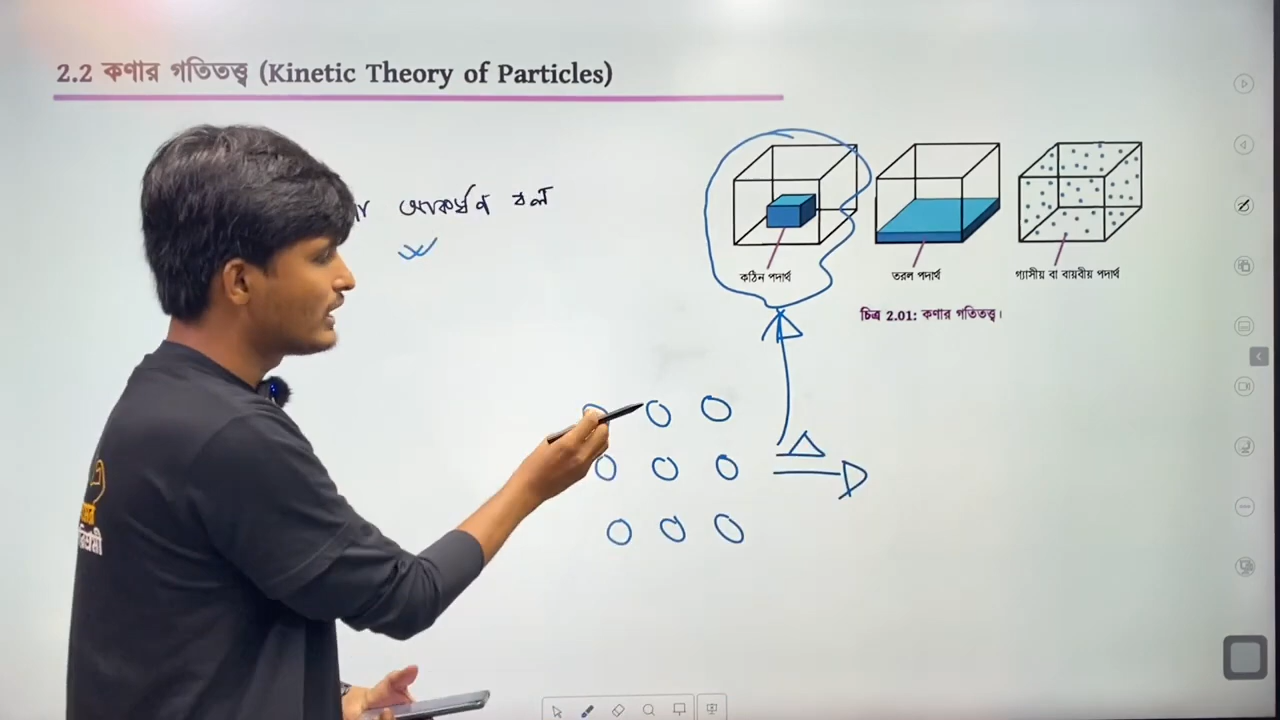 2.2 কণার গতিতত্ত্ব (Kinetic Theory of Particles)
আকর্ষণ বল
কঠিন পদার্থ
তরল পদার্থ
গ্যাসীয় বা বায়বীয় পদার্থ
চিত্র 2.01: কণার গতিতত্ত্ব।